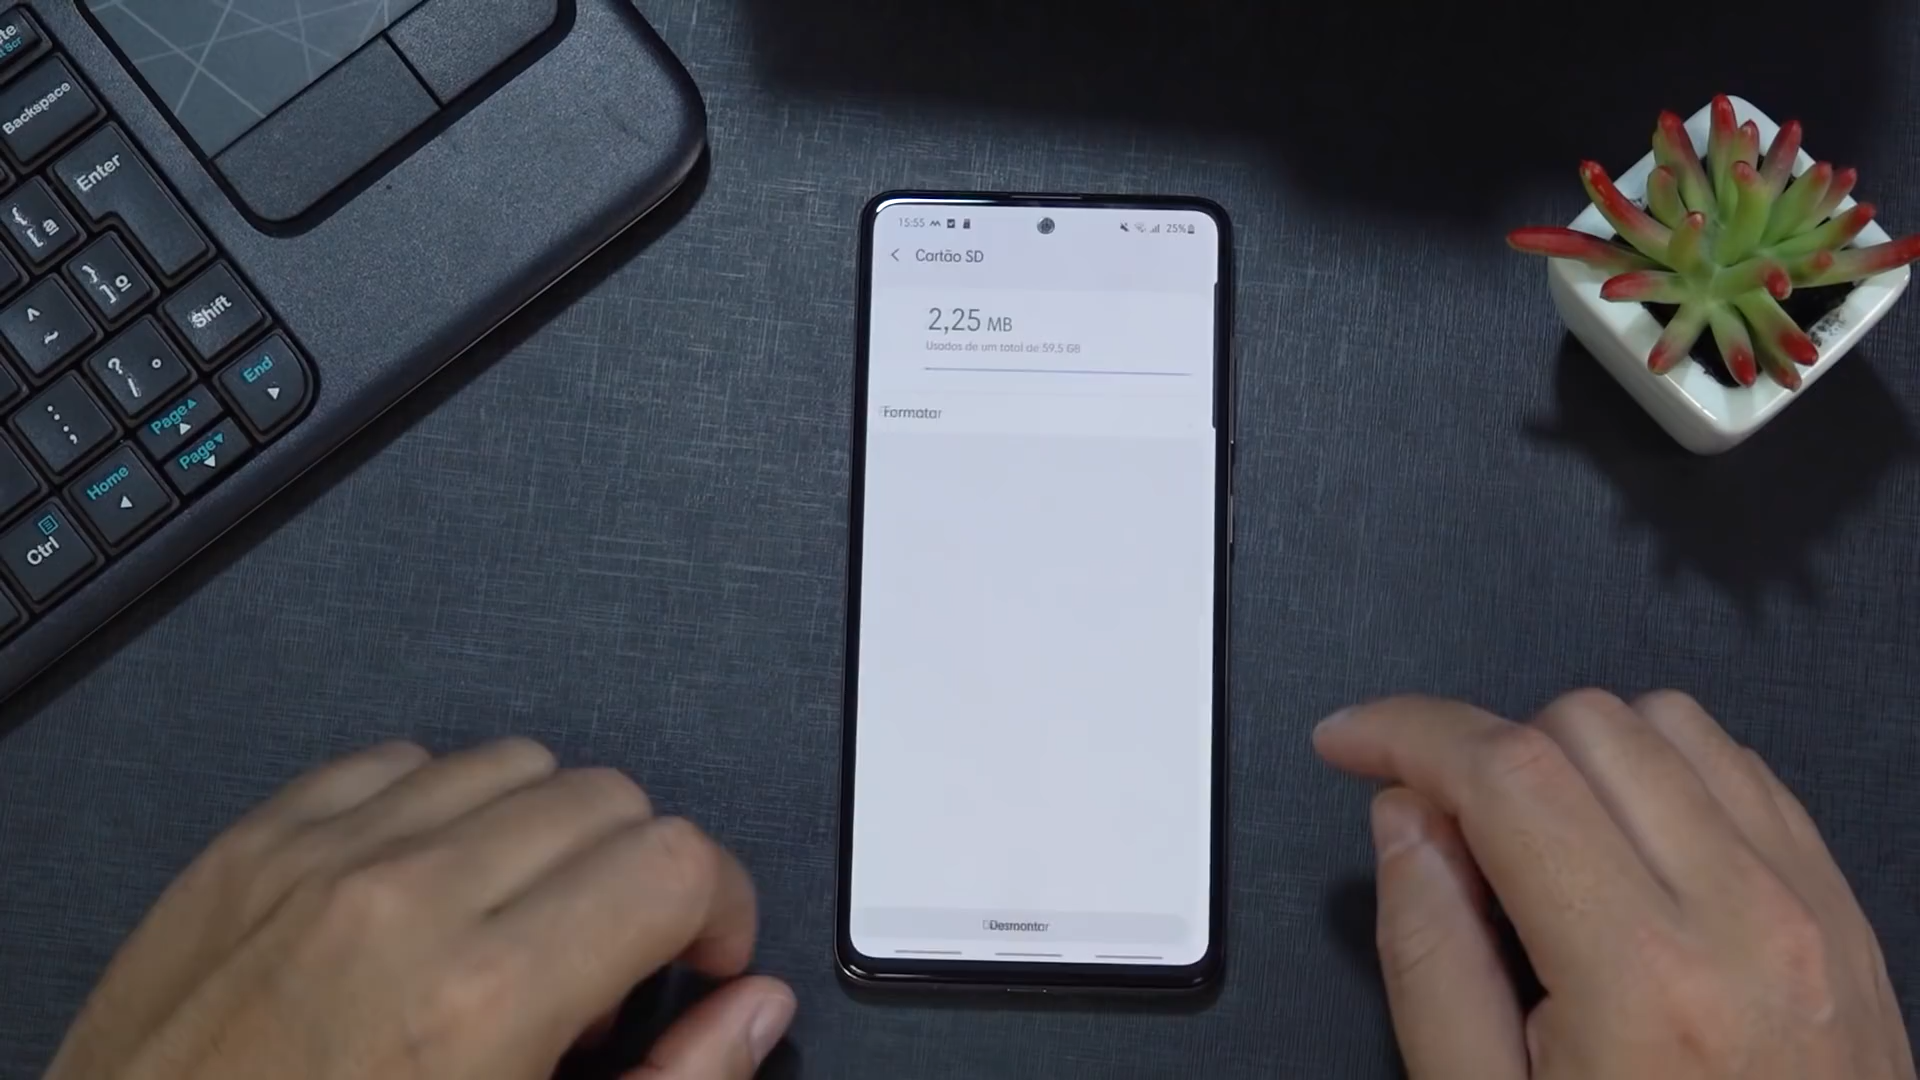 Backspace
Enter
Shift
End
Page
Page
Home
Ctrl
15:55
25%
Cartão SD
2,25 MB
Usados de um total de 59,5 GB
Formatar
Desmontar